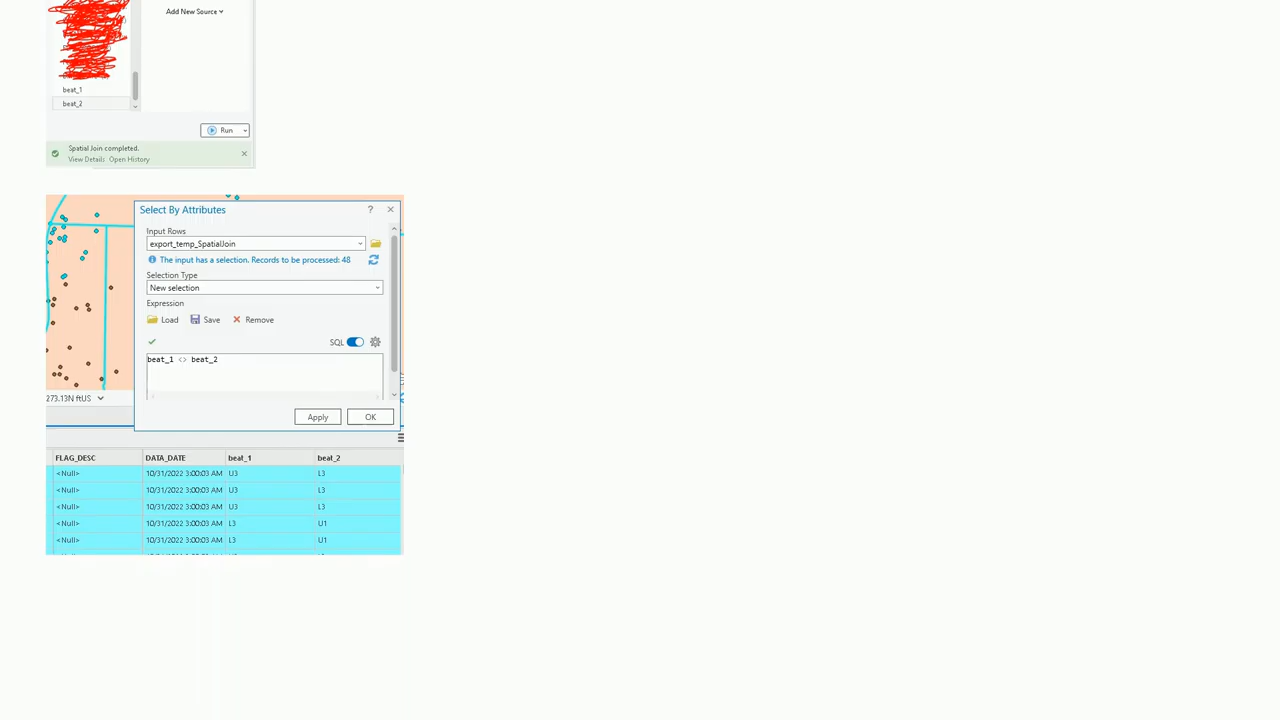 Add New Source
beat_1
beat_2
Run
Spatial Join completed.
View Details Open History
Select By Attributes
?
Input Rows
export_temp_SpatialJoin
The input has a selection. Records to be processed: 48
Selection Type
New selection
Expression
Load Save Remove
SQL
beat_1 <> beat_2
273.13N ftUS
Apply OK
FLAG_DESC DATA_DATE beat_1 beat_2
<Null> 10/31/2022 3:00:03 AM U3 L3
<Null> 10/31/2022 3:00:03 AM U3 L3
<Null> 10/31/2022 3:00:03 AM U3 L3
<Null> 10/31/2022 3:00:03 AM L3 U1
<Null> 10/31/2022 3:00:03 AM L3 U1